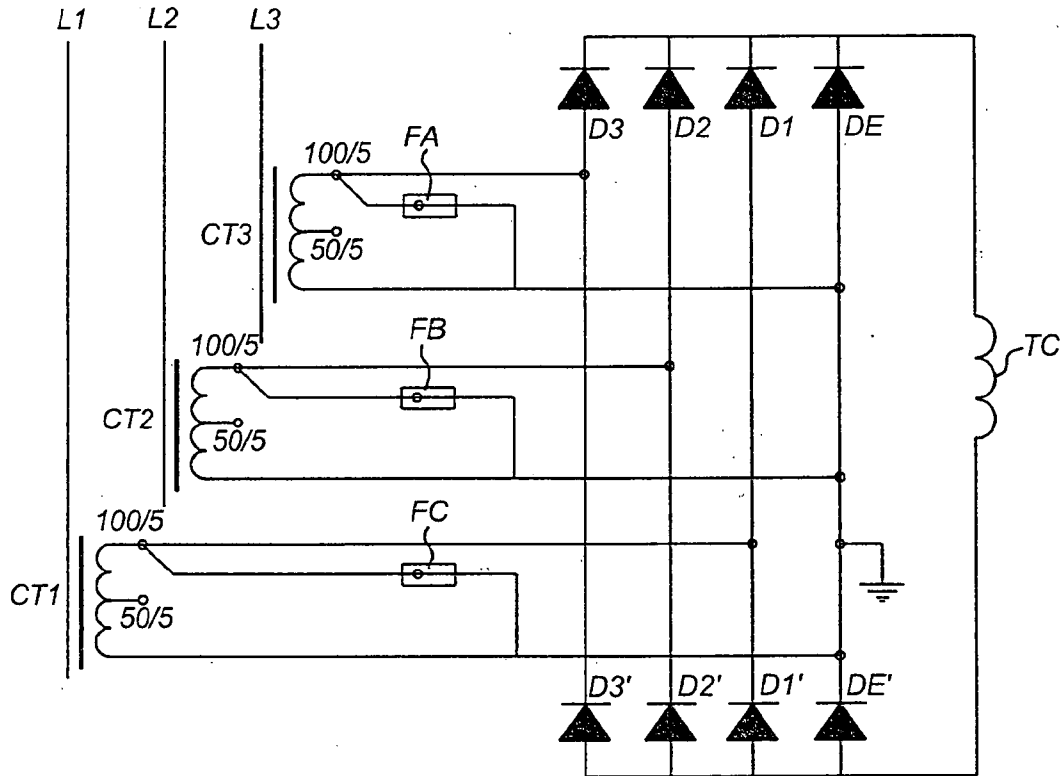 L1 L2 L3
D3 D2 D1 DE
100/5 FA
CT3
50/5
TC
100/5 FB
CT2
50/5
100/5 FC
CT1
50/5
D3' D2' D1' DE'